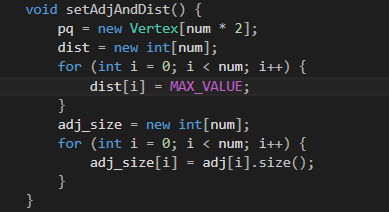 void setAdjAndDist() {
    pq = new Vertex[num * 2];
    dist = new int[num];
    for (int i = 0; i < num; i++) {
        dist[i] = MAX_VALUE;
    }
    adj_size = new int[num];
    for (int i = 0; i < num; i++) {
        adj_size[i] = adj[i].size();
    }
}